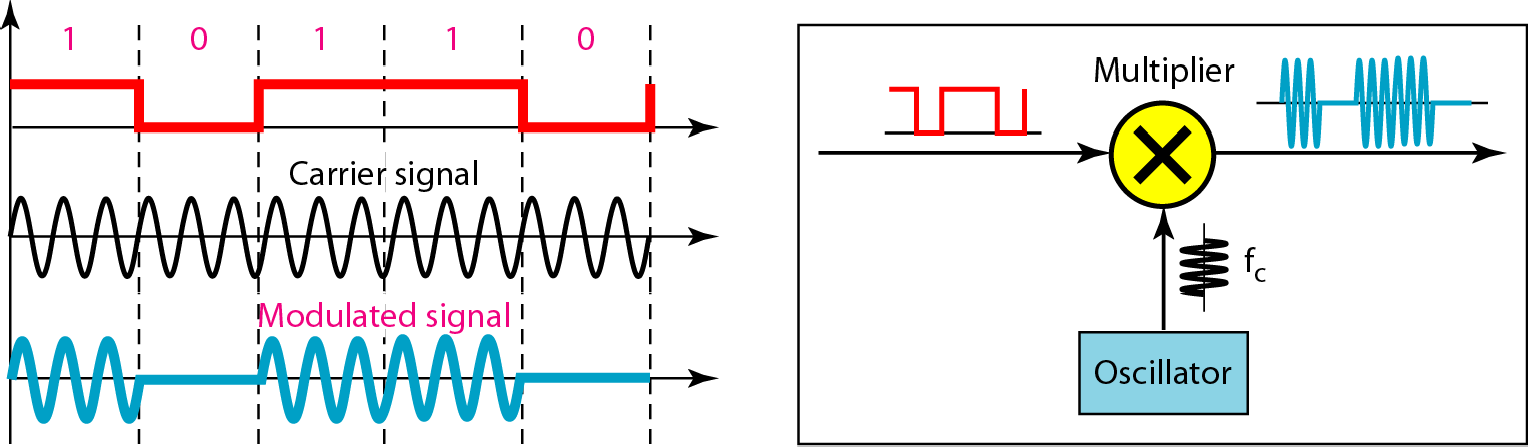 1 0 1 1 0
Carrier signal
Modulated signal
Multiplier
fc
Oscillator